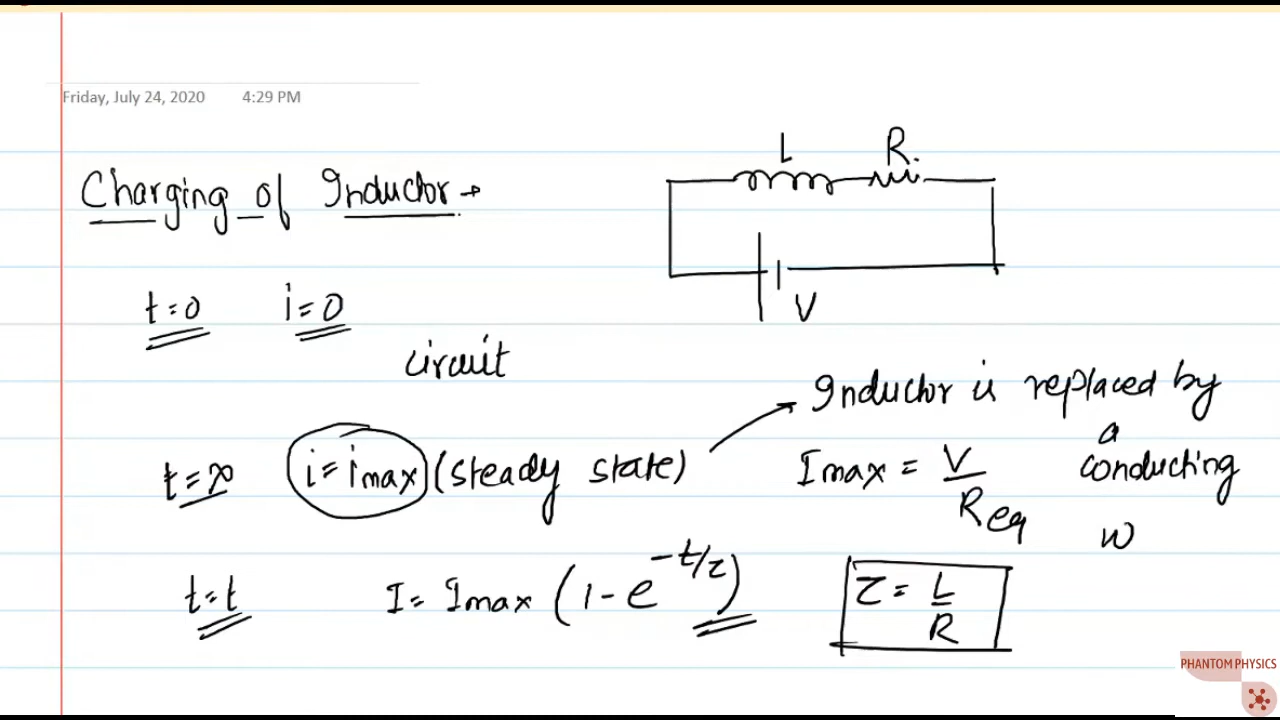 Friday, July 24, 2020 4:29 PM
Charging of Inductor →
L R.
V
t=0 i=0
circuit
Inductor is replaced by
a
conducting
w
t=∞ i=imax (steady state)
Imax = V/Req
t=t I= Imax (1-e^-t/τ)
τ= L/R
PHANTOM PHYSICS